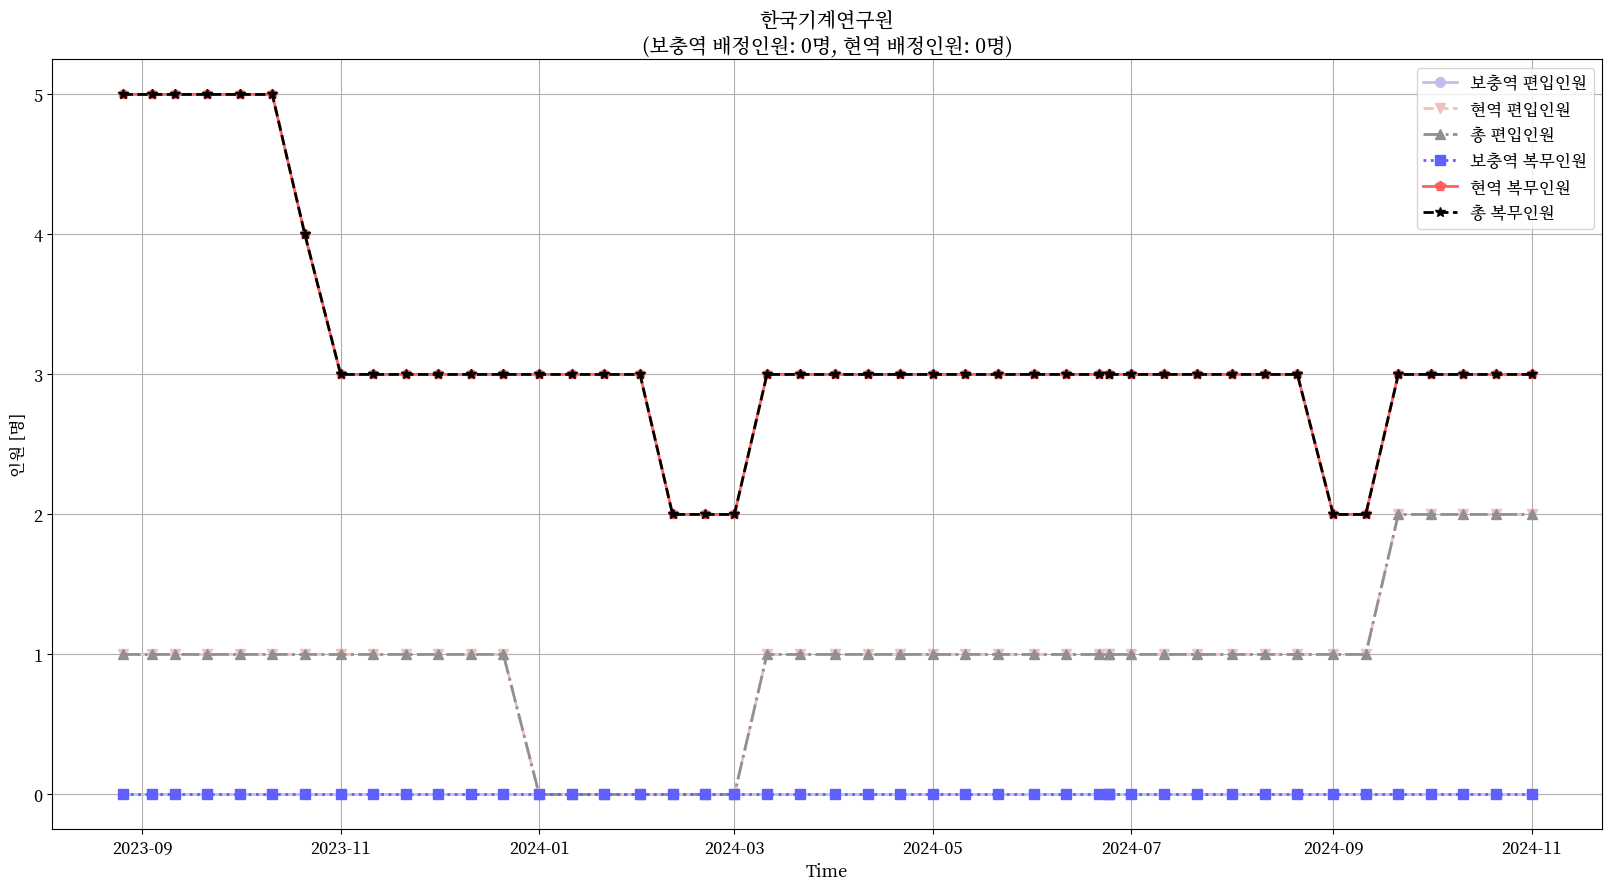 한국기계연구원
(보충역 배정인원: 0명, 현역 배정인원: 0명)
보충역 편입인원
현역 편입인원
총 편입인원
보충역 복무인원
현역 복무인원
총 복무인원
인원 [명]
5
4
3
2
1
0
2023-09
2023-11
2024-01
2024-03
2024-05
2024-07
2024-09
2024-11
Time